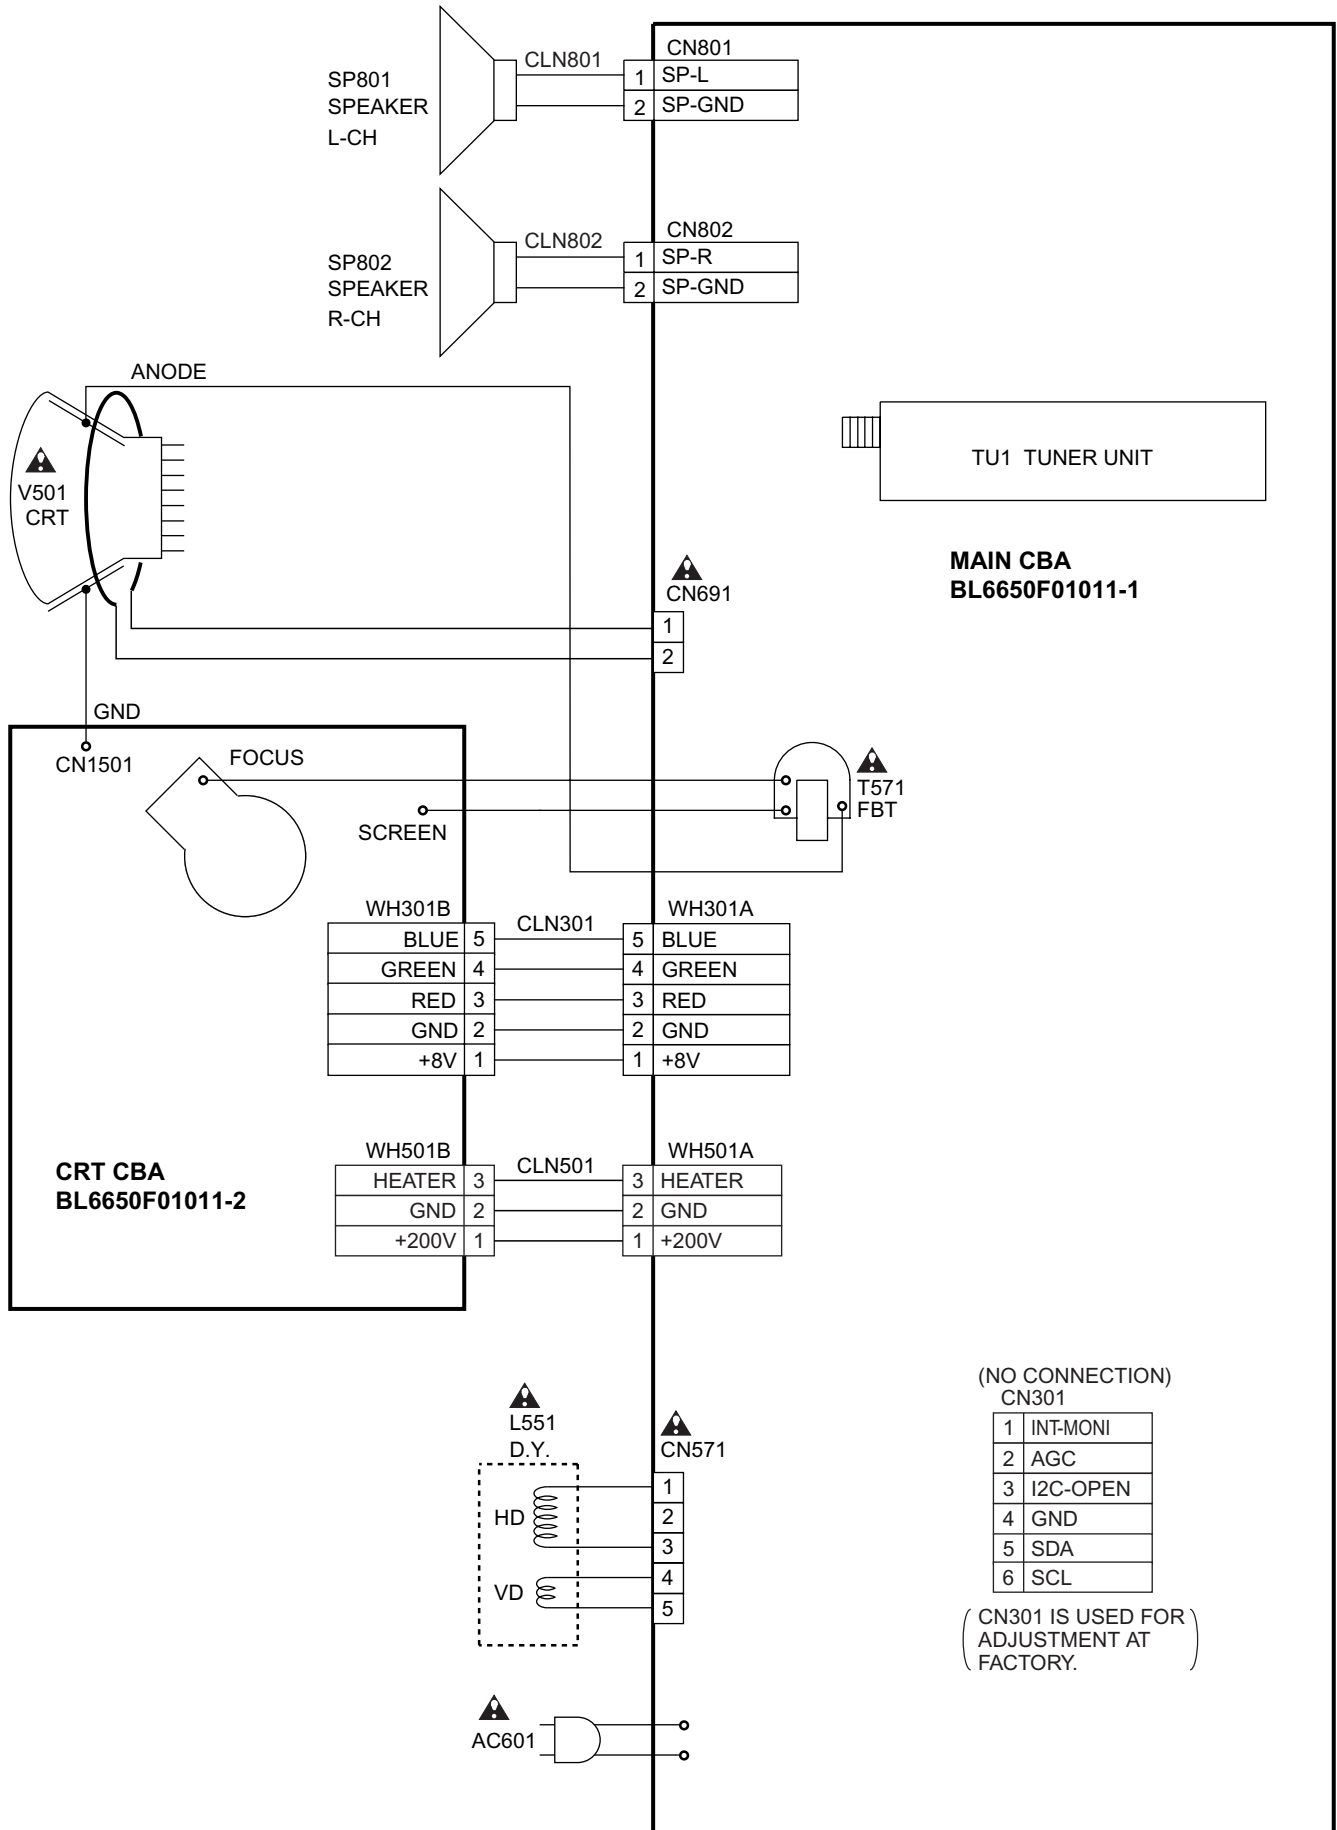 CN801
CLN801
SP801
SPEAKER
L-CH
1 SP-L
2 SP-GND
CN802
CLN802
SP802
SPEAKER
R-CH
1 SP-R
2 SP-GND
ANODE
V501
CRT
TU1 TUNER UNIT
MAIN CBA
BL6650F01011-1
CN691
1
2
GND
CN1501
FOCUS
SCREEN
T571
FBT
WH301B
CLN301
WH301A
BLUE 5 5 BLUE
GREEN 4 4 GREEN
RED 3 3 RED
GND 2 2 GND
+8V 1 1 +8V
CRT CBA
BL6650F01011-2
WH501B
CLN501
WH501A
HEATER 3 3 HEATER
GND 2 2 GND
+200V 1 1 +200V
L551
D.Y.
HD
VD
CN571
1
2
3
4
5
(NO CONNECTION)
CN301
1 INT-MONI
2 AGC
3 I2C-OPEN
4 GND
5 SDA
6 SCL
( CN301 IS USED FOR )
ADJUSTMENT AT
FACTORY.
AC601